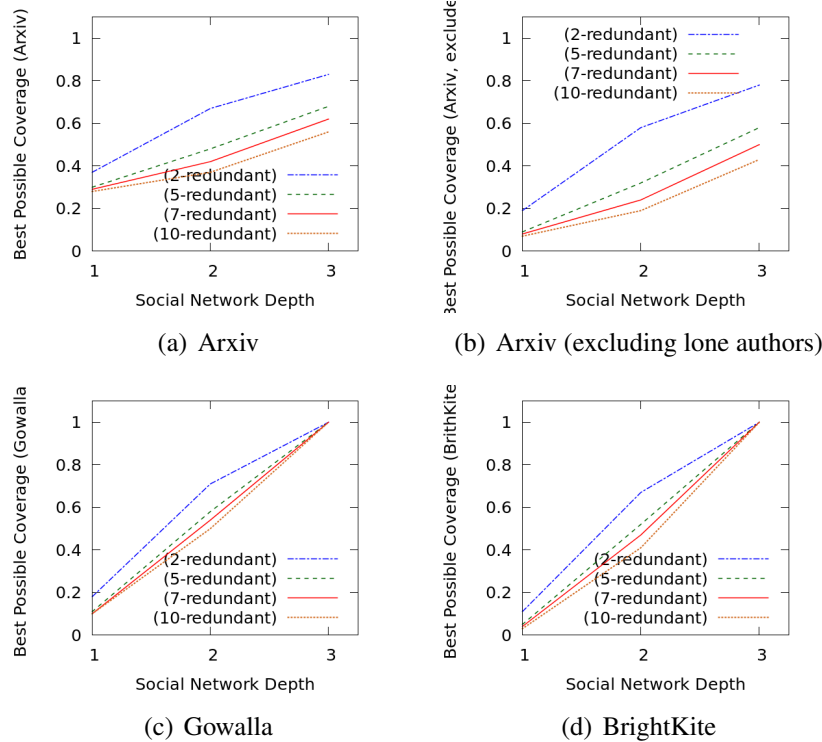 Best Possible Coverage (Arxiv)
1
0.8
0.6
0.4
0.2
0
(2-redundant)
(5-redundant)
(7-redundant)
(10-redundant)
1 2 3
Social Network Depth
(a) Arxiv
Best Possible Coverage (Arxiv, exclude
1
0.8
0.6
0.4
0.2
0
(2-redundant)
(5-redundant)
(7-redundant)
(10-redundant)
1 2 3
Social Network Depth
(b) Arxiv (excluding lone authors)
Best Possible Coverage (Gowalla
1
0.8
0.6
0.4
0.2
0
(2-redundant)
(5-redundant)
(7-redundant)
(10-redundant)
1 2 3
Social Network Depth
(c) Gowalla
Best Possible Coverage (BrithKite
1
0.8
0.6
0.4
0.2
0
(2-redundant)
(5-redundant)
(7-redundant)
(10-redundant)
1 2 3
Social Network Depth
(d) BrightKite